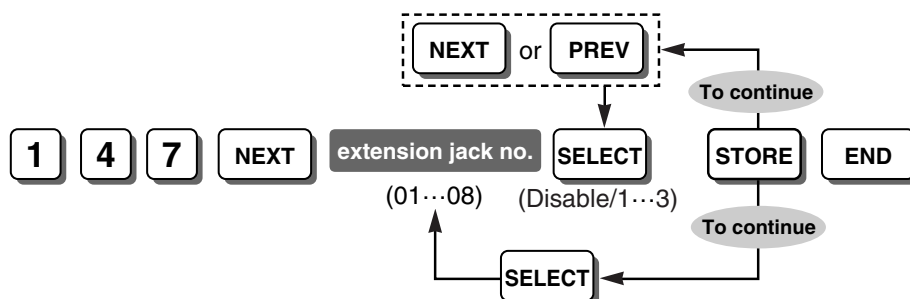 NEXT or PREV
To continue
1 4 7 NEXT extension jack no. SELECT STORE END
(01···08) (Disable/1···3)
To continue
SELECT